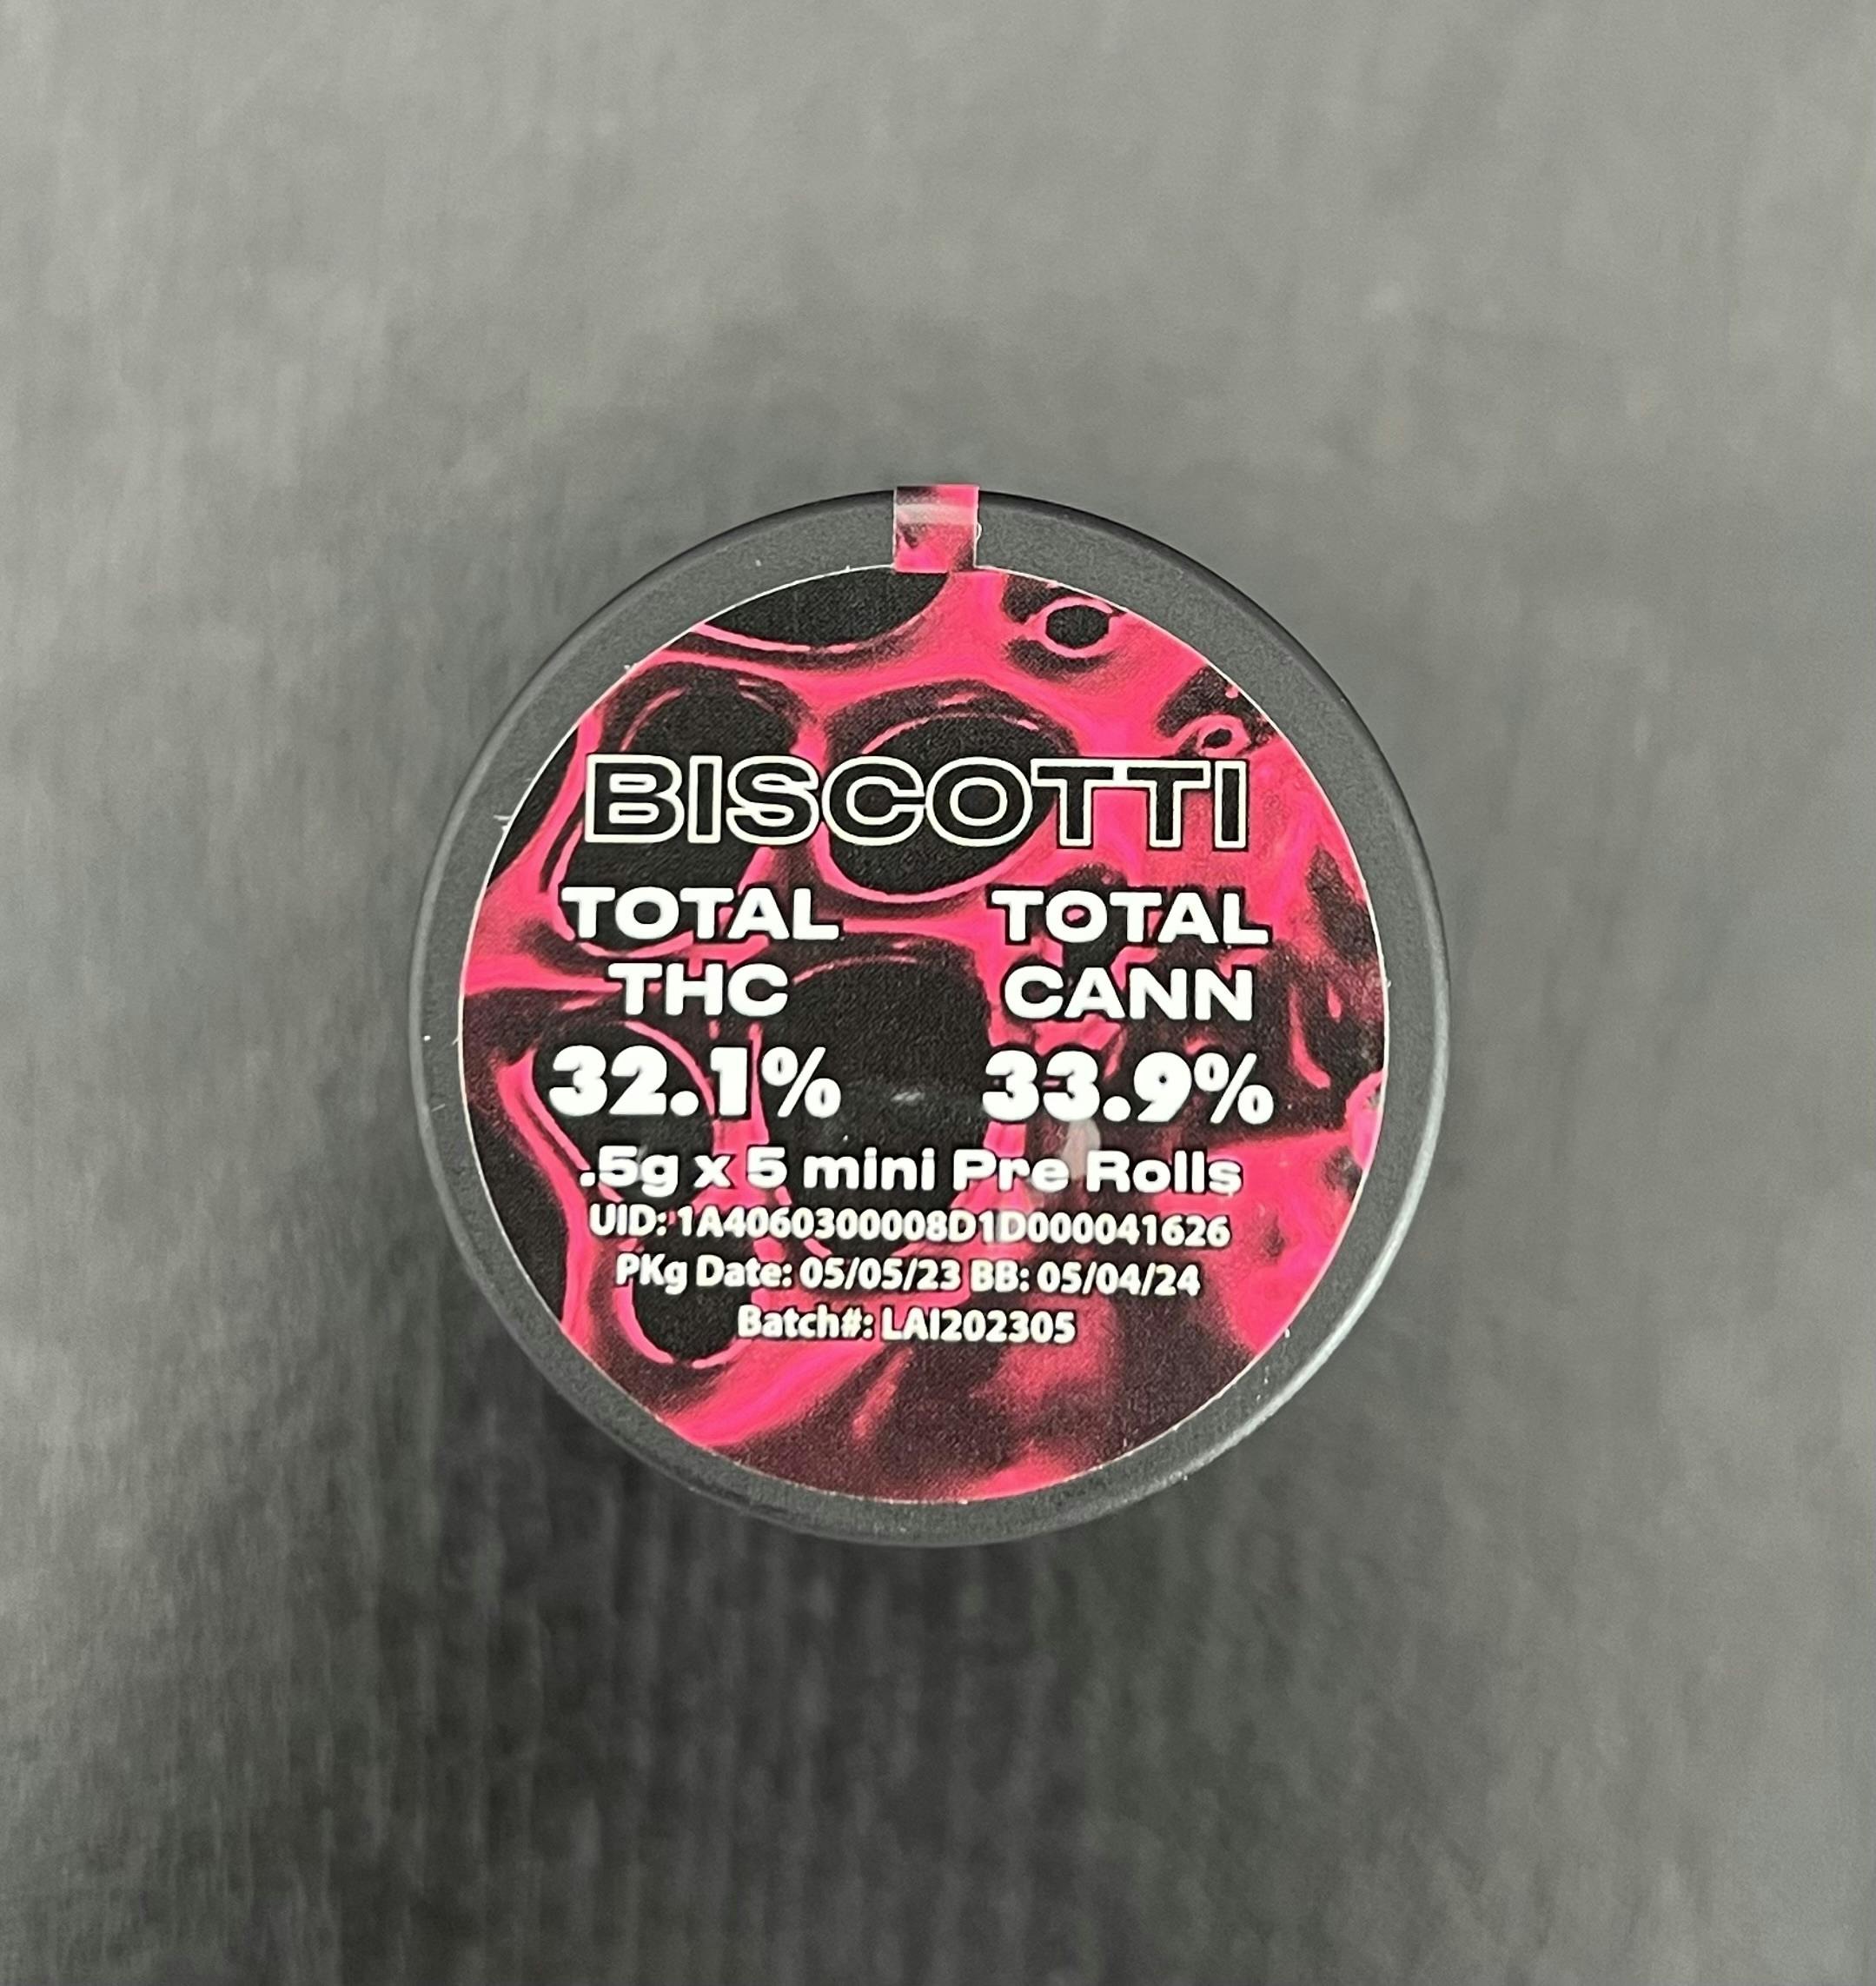 BISCOTTI
TOTAL THC TOTAL CANN
32.1% 33.9%
.5g x 5 mini Pre Rolls
UID: 1A4060300008D1D000041626
PKg Date: 05/05/23 BB: 05/04/24
Batch#: LAI202305